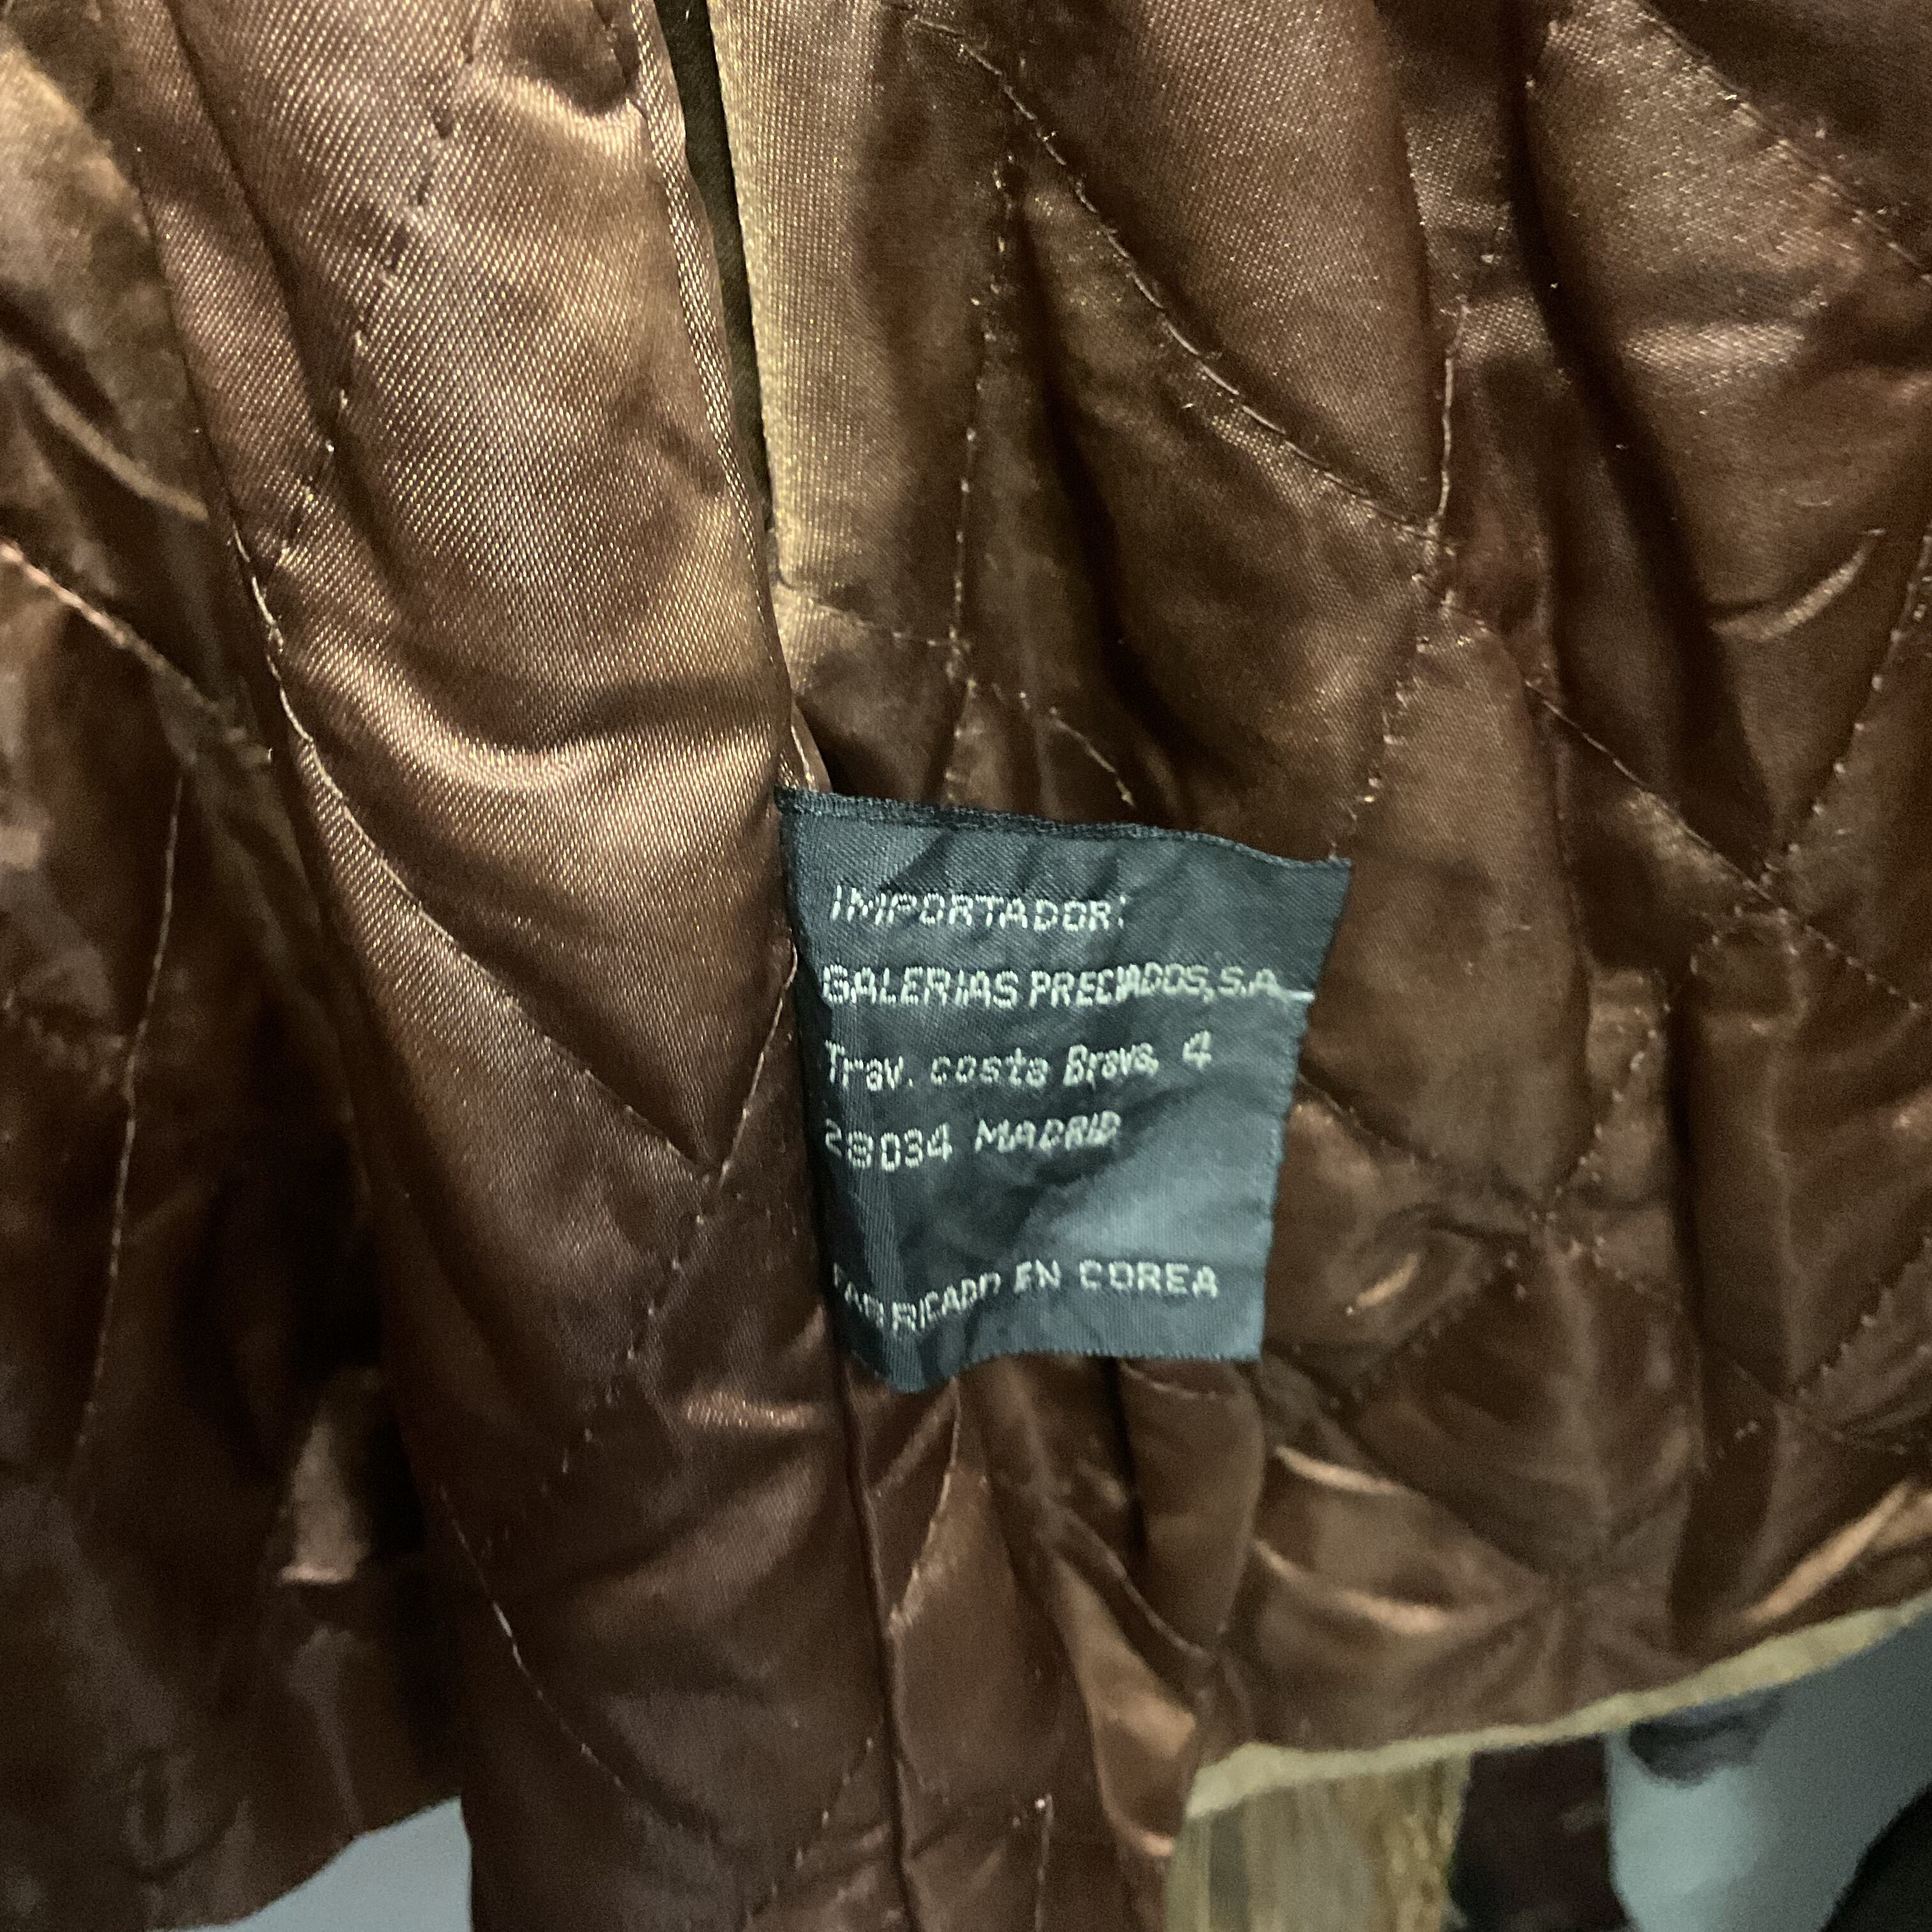 IMPORTADOR:
GALERIAS PRECIADOS, S.A.
Trav. costa Brava, 4
28034 MADRID
FABRICADO EN COREA